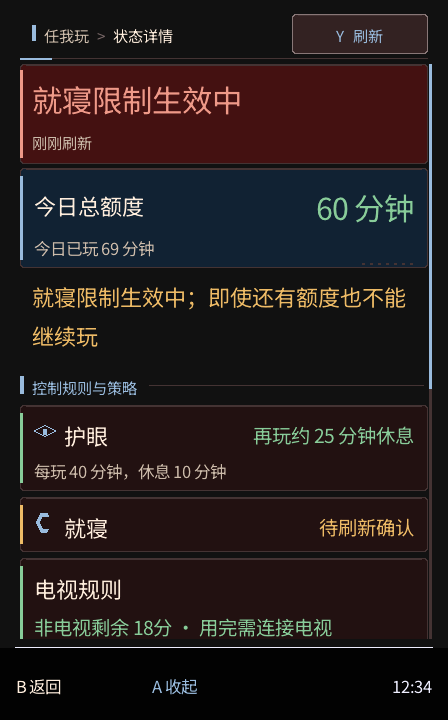 任我玩 > 状态详情
Y 刷新
就寝限制生效中
刚刚刷新
今日总额度
60 分钟
今日已玩 69 分钟
就寝限制生效中；即使还有额度也不能
继续玩
控制规则与策略
护眼
再玩约 25 分钟休息
每玩 40 分钟，休息 10 分钟
就寝
待刷新确认
电视规则
非电视剩余 18分 · 用完需连接电视
B 返回
A 收起
12:34